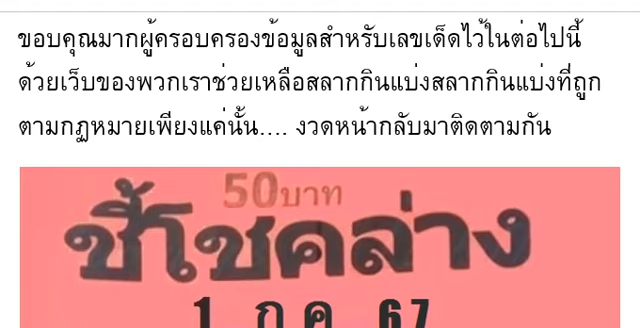 ขอบคุณมากผู้ครอบครองข้อมูลสำหรับเลขเด็ดไว้ในต่อไปนี้
ด้วยเว็บของพวกเราช่วยเหลือสลากกินแบ่งสลากกินแบ่งที่ถูก
ตามกฏหมายเพียงแค่นั้น.... งวดหน้ากลับมาติดตามกัน
50บาท
ชี้โชคล่าง
1 ก ค 67